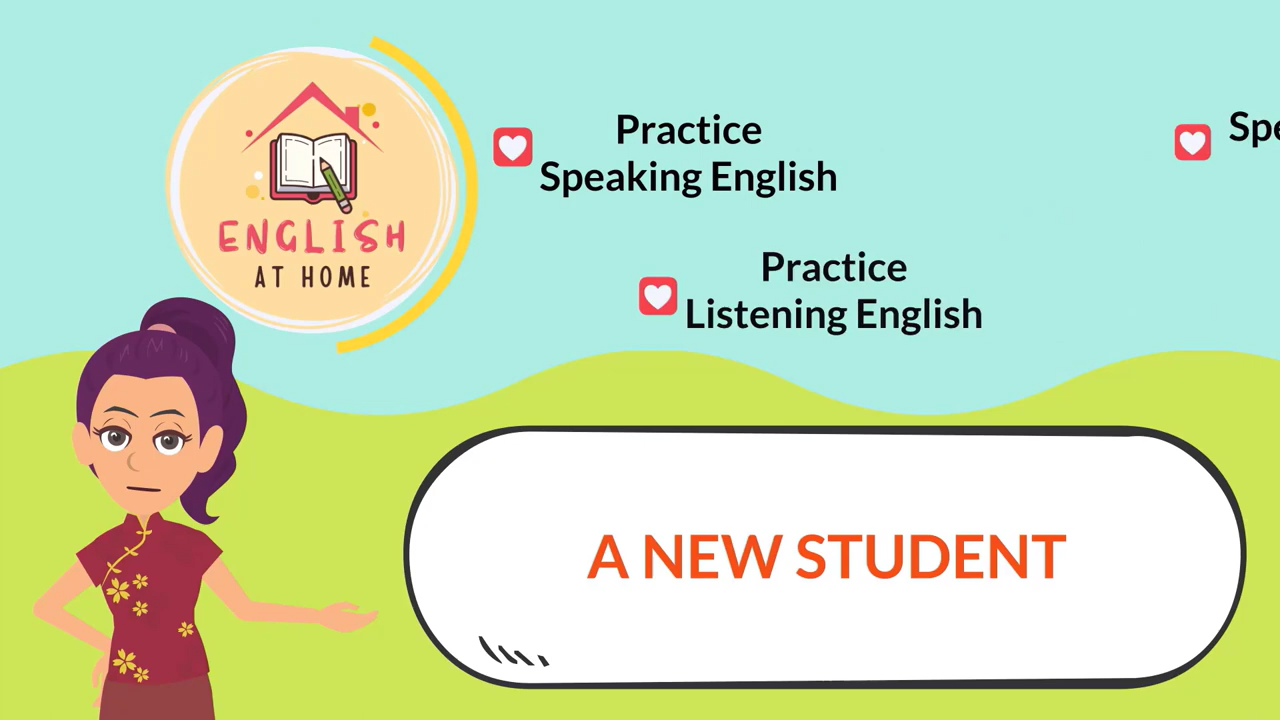 ENGLISH
AT HOME
Practice
Speaking English
Practice
Listening English
A NEW STUDENT